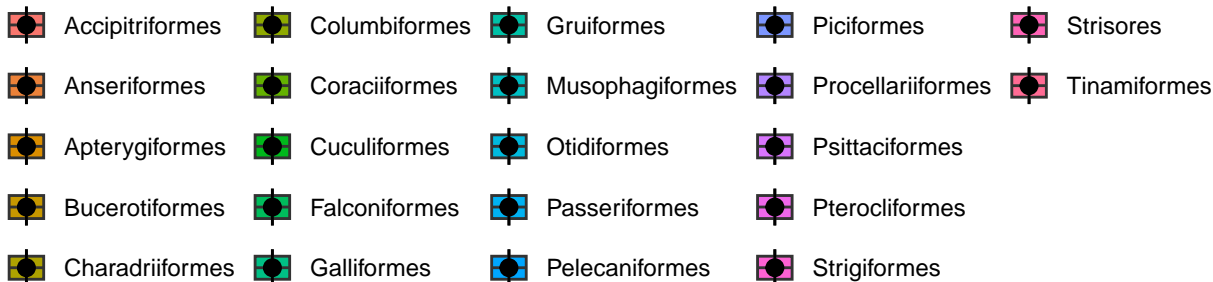 Accipitriformes Columbiformes Gruiformes Piciformes Strisores
Anseriformes Coraciiformes Musophagiformes Procellariiformes Tinamiformes
Apterygiformes Cuculiformes Otidiformes Psittaciformes
Bucerotiformes Falconiformes Passeriformes Pterocliformes
Charadriiformes Galliformes Pelecaniformes Strigiformes